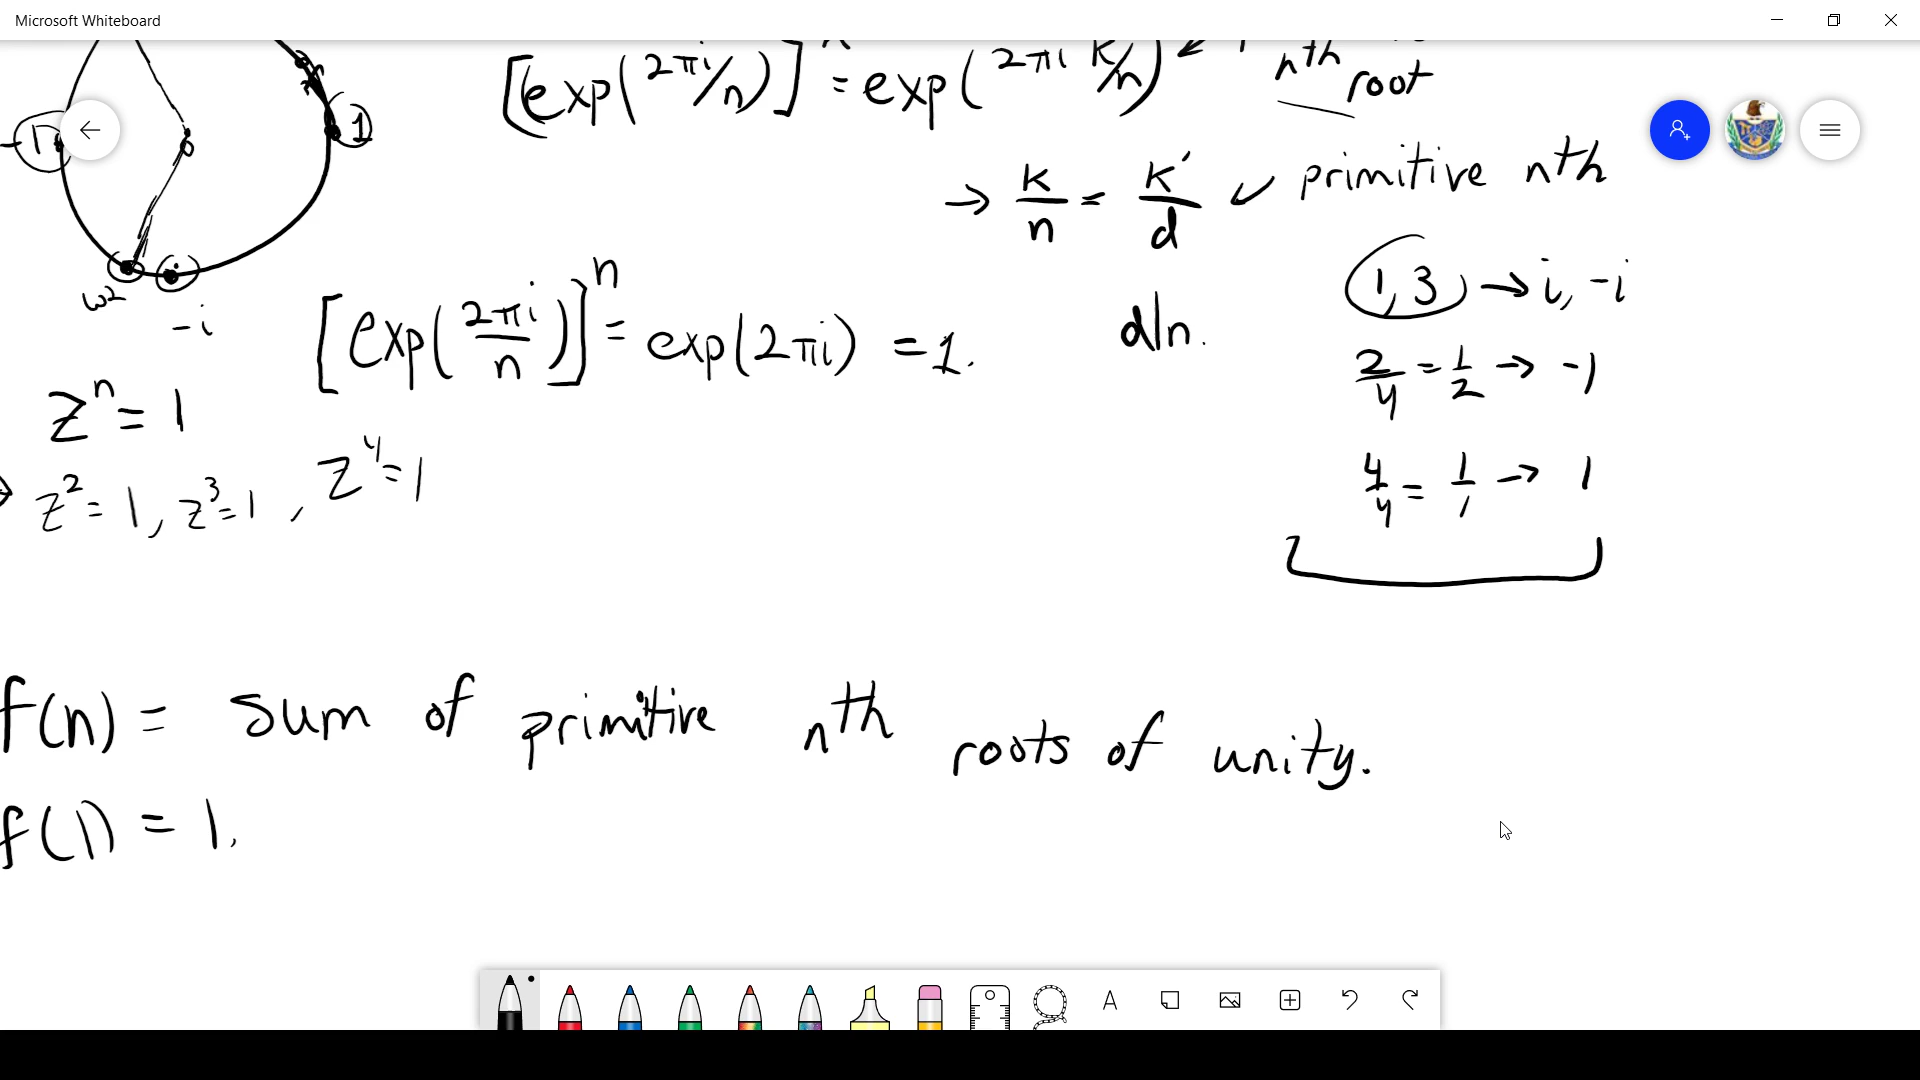 Microsoft Whiteboard
[exp(2πi/n)] = exp(2πi k/n)
nth
root
1
→ k/n = k'/d ✓ primitive nth
ω2
-i
[exp(2πi/n)]^n = exp(2πi) = 1.
d|n.
1, 3 → i, -i
2/4 = 1/2 → -1
4/4 = 1/1 → 1
z^n = 1
z^2 = 1, z^3 = 1, z^4 = 1
f(n) = sum of primitive nth roots of unity.
f(1) = 1.